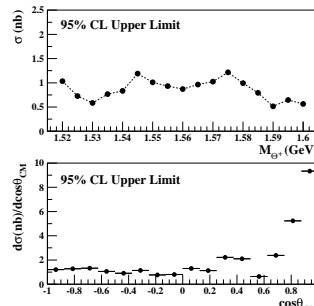 σ (nb)
2.5
2
1.5
1
0.5
0
95% CL Upper Limit
1.52 1.53 1.54 1.55 1.56 1.57 1.58 1.59 1.6
M_Θ+ (GeV
dσ(nb)/dcosθ_CM
10
8
6
4
2
0
95% CL Upper Limit
-1 -0.8 -0.6 -0.4 -0.2 0 0.2 0.4 0.6 0.8
cosθ